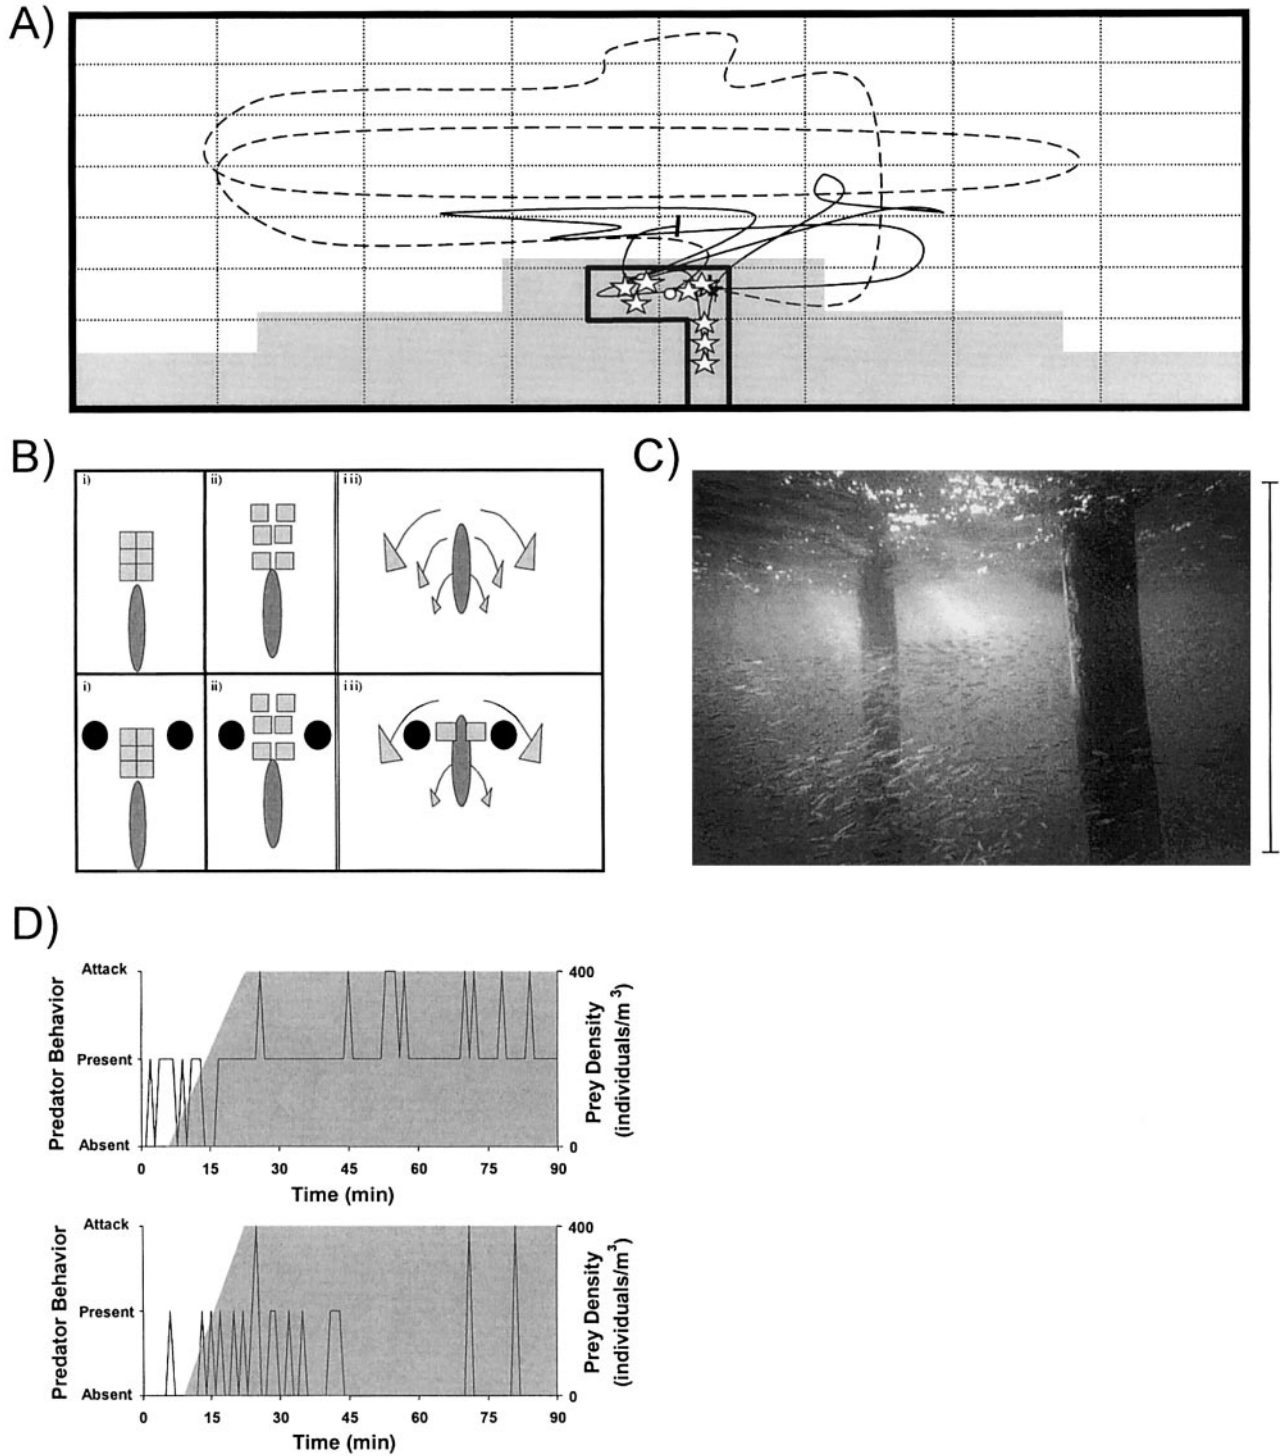 A)
B)
i)
ii)
iii)
i)
ii)
iii)
C)
D)
Attack
Present
Absent
Predator Behavior
400
0
Prey Density
(individuals/m³)
0 15 30 45 60 75 90
Time (min)
Attack
Present
Absent
Predator Behavior
400
0
Prey Density
(individuals/m³)
0 15 30 45 60 75 90
Time (min)